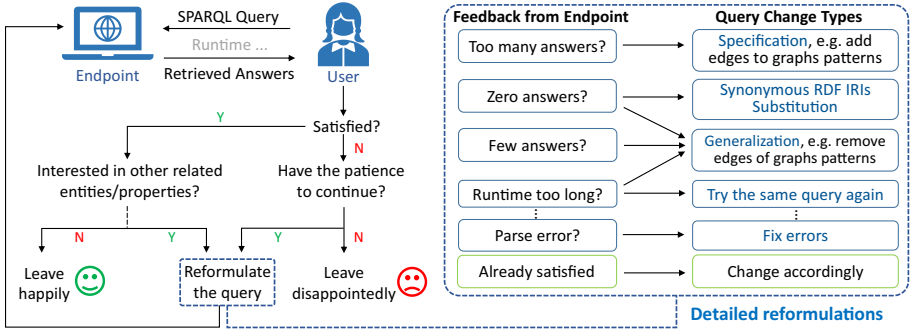 SPARQL Query
Runtime ...
Retrieved Answers
Endpoint
User
Satisfied?
Y
N
Interested in other related
entities/properties?
Have the patience
to continue?
N
Y
Y
N
Leave
happily
Reformulate
the query
Leave
disappointedly
Feedback from Endpoint
Query Change Types
Too many answers?
Specification, e.g. add
edges to graphs patterns
Zero answers?
Synonymous RDF IRIs
Substitution
Few answers?
Generalization, e.g. remove
edges of graphs patterns
Runtime too long?
Try the same query again
Parse error?
Fix errors
Already satisfied
Change accordingly
Detailed reformulations